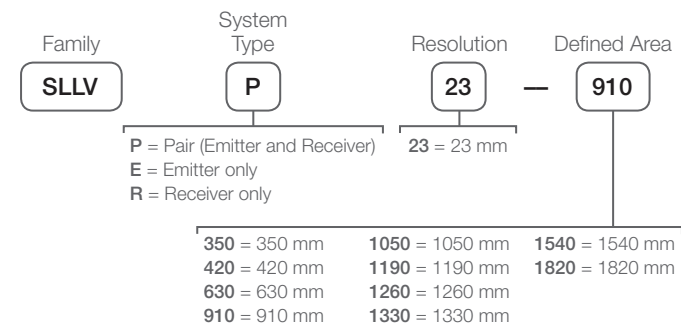 System
Family Type Resolution Defined Area
SLLV P 23 — 910
P = Pair (Emitter and Receiver) 23 = 23 mm
E = Emitter only
R = Receiver only
350 = 350 mm 1050 = 1050 mm 1540 = 1540 mm
420 = 420 mm 1190 = 1190 mm 1820 = 1820 mm
630 = 630 mm 1260 = 1260 mm
910 = 910 mm 1330 = 1330 mm